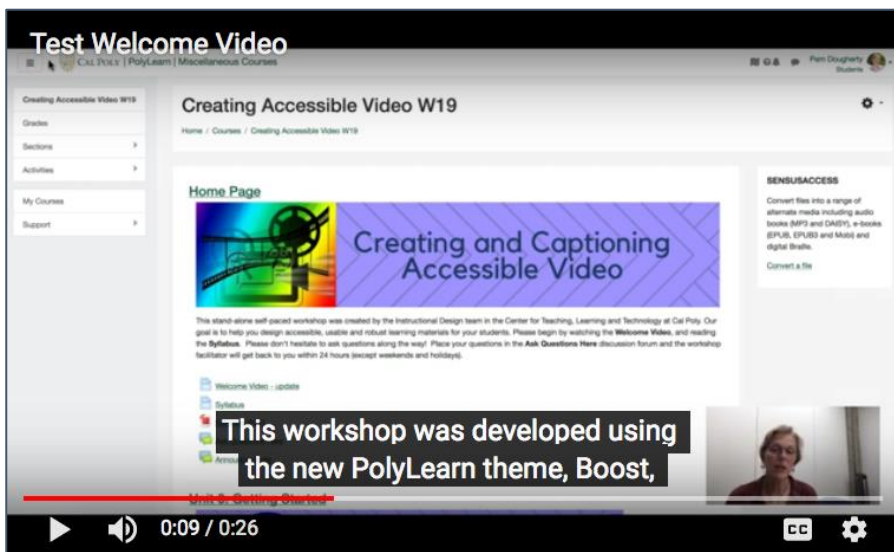 Test Welcome Video
CAL POLY | PolyLearn | Miscellaneous Courses
Pam Dougherty
Students
Creating Accessible Video W19
Grades
Sections
Activities
My Courses
Support
Creating Accessible Video W19
Home / Courses / Creating Accessible Video W19
Home Page
Creating and Captioning
Accessible Video
This stand-alone self-paced workshop was created by the Instructional Design team in the Center for Teaching, Learning and Technology at Cal Poly. Our
goal is to help you design accessible, usable and robust learning materials for your students. Please begin by watching the Welcome Video, and reading
the Syllabus. Please don't hesitate to ask questions along the way! Place your questions in the Ask Questions Here discussion forum and the workshop
facilitator will get back to you within 24 hours (except weekends and holidays).
Welcome Video - update
Syllabus
Unit 0: Getting Started
SENSUSACCESS
Convert files into a range of
alternate media including audio
books (MP3 and DAISY), e-books
(EPUB, EPUB3 and Mobi) and
digital Braille.
Convert a file
This workshop was developed using
the new PolyLearn theme, Boost,
0:09 / 0:26
CC